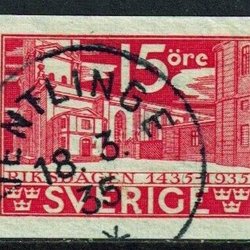 15 öre
ENTLINGE
18.3.
35
RIKSDAGEN 1435-1935
SVERIGE